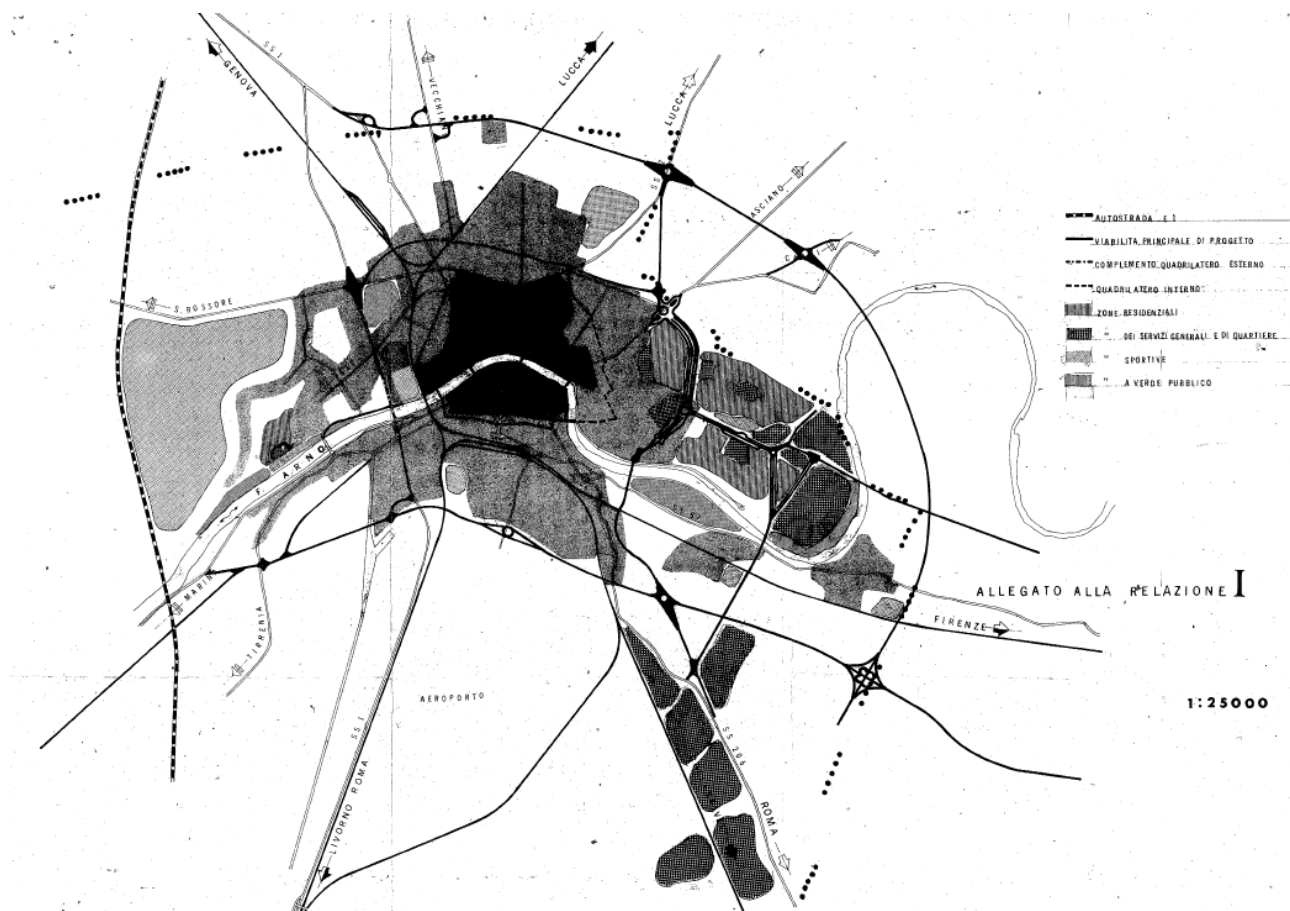 SS 1
GENOVA
VECCHIA
LUCCA
LUCCA
SS
ASCIANO
S. ROSSORE
F. ARNO
MARINA
TIRRENIA
AEROPORTO
SS 1
LIVORNO ROMA
SS 206
ROMA
FIRENZE
AUTOSTRADA E 1
VIABILITA PRINCIPALE DI PROGETTO
COMPLEMENTO QUADRILATERO ESTERNO
QUADRILATERO INTERNO
ZONE RESIDENZIALI
" DEI SERVIZI GENERALI E DI QUARTIERE
" SPORTIVE
" A VERDE PUBBLICO
ALLEGATO ALLA RELAZIONE I
1:25000